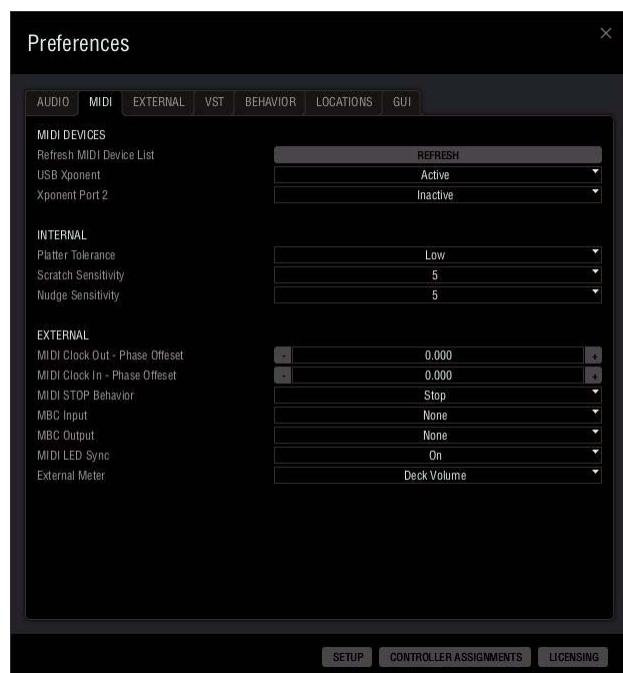 Preferences
AUDIO MIDI EXTERNAL VST BEHAVIOR LOCATIONS GUI
MIDI DEVICES
Refresh MIDI Device List REFRESH
USB Xponent Active
Xponent Port 2 Inactive
INTERNAL
Platter Tolerance Low
Scratch Sensitivity 5
Nudge Sensitivity 5
EXTERNAL
MIDI Clock Out - Phase Offeset - 0.000 +
MIDI Clock In - Phase Offeset - 0.000 +
MIDI STOP Behavior Stop
MBC Input None
MBC Output None
MIDI LED Sync On
External Meter Deck Volume
SETUP CONTROLLER ASSIGNMENTS LICENSING